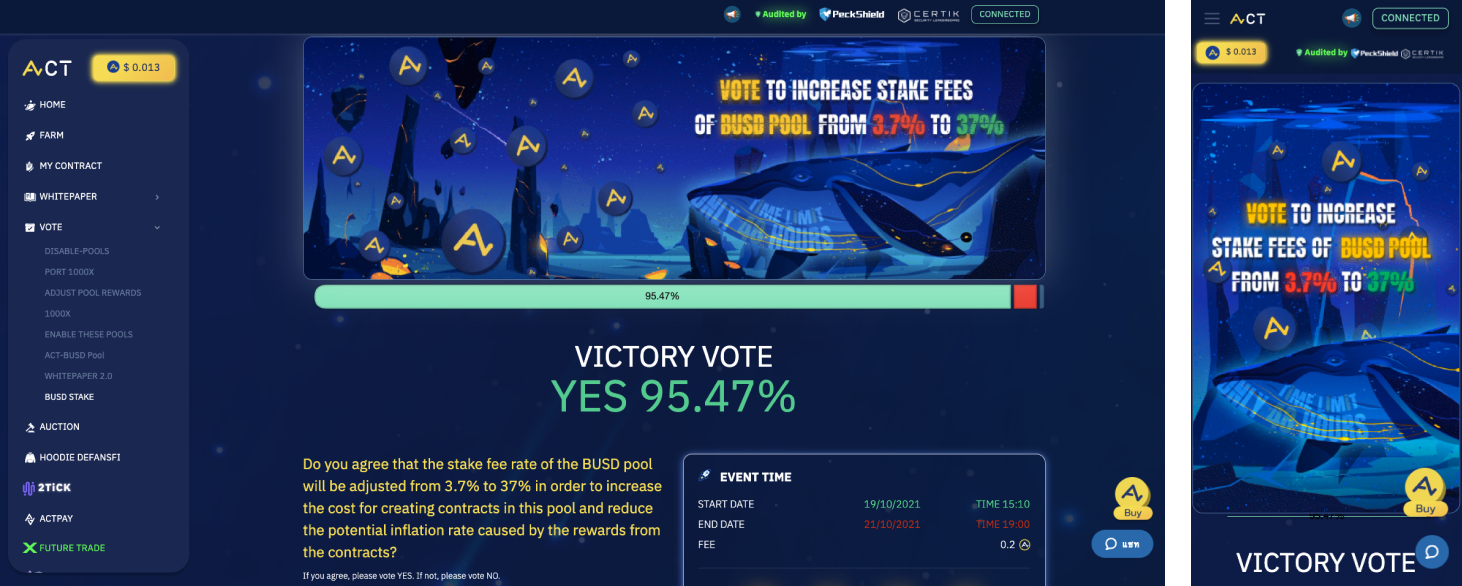 Audited by PeckShield CERTIK CONNECTED
SECURITY LEADERBOARD
ACT $ 0.013
HOME
FARM
MY CONTRACT
WHITEPAPER
VOTE
DISABLE-POOLS
PORT 1000X
ADJUST POOL REWARDS
1000X
ENABLE THESE POOLS
ACT-BUSD Pool
WHITEPAPER 2.0
BUSD STAKE
AUCTION
HOODIE DEFANSFI
2TiCK
ACTPAY
FUTURE TRADE
VOTE TO INCREASE STAKE FEES
OF BUSD POOL FROM 3.7% TO 37%
TIME LIMIT
ONLY HOURS
95.47%
VICTORY VOTE
YES 95.47%
Do you agree that the stake fee rate of the BUSD pool
will be adjusted from 3.7% to 37% in order to increase
the cost for creating contracts in this pool and reduce
the potential inflation rate caused by the rewards from
the contracts?
If you agree, please vote YES. If not, please vote NO.
EVENT TIME
START DATE 19/10/2021 TIME 15:10
END DATE 21/10/2021 TIME 19:00
FEE 0.2
Buy
แชท
ACT CONNECTED
$ 0.013 Audited by PeckShield CERTIK
VOTE TO INCREASE
STAKE FEES OF BUSD POOL
FROM 3.7% TO 37%
TIME LIMIT
ONLY HOURS
Buy
VICTORY VOTE